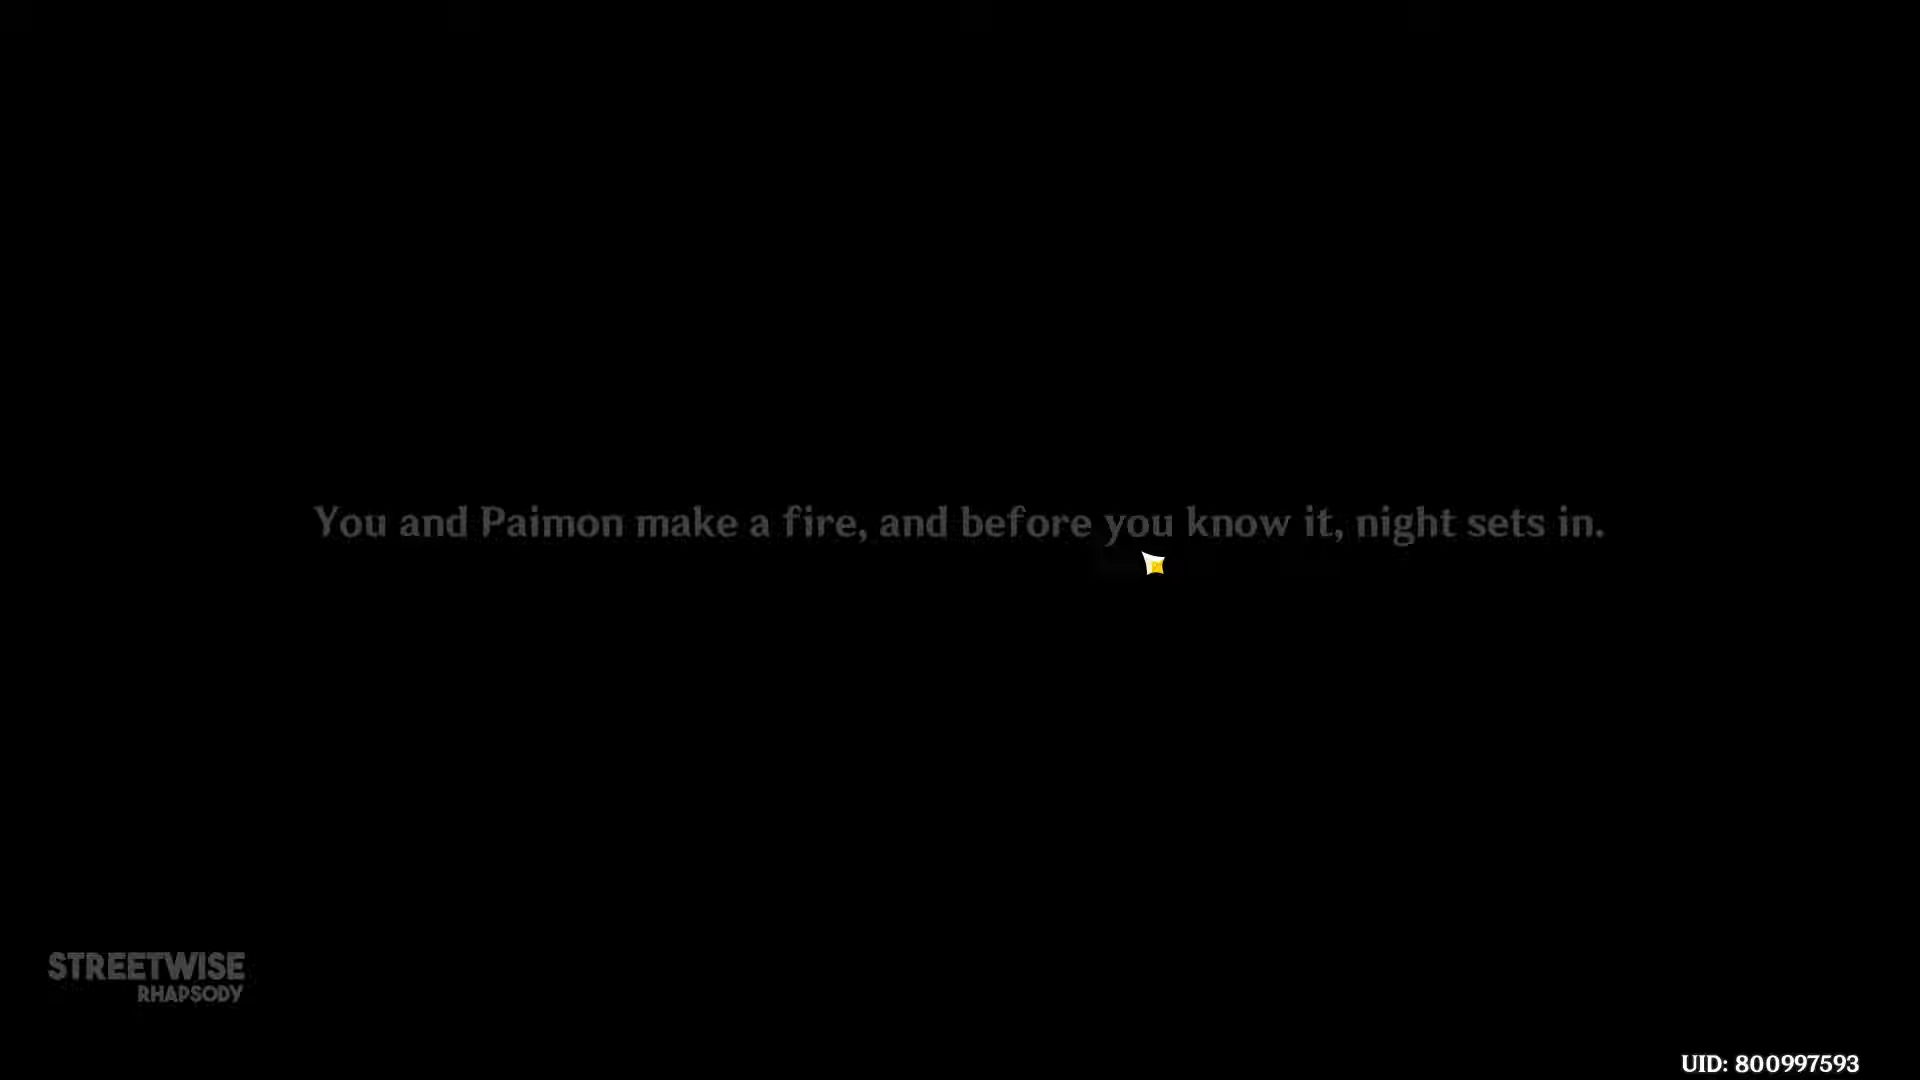 You and Paimon make a fire, and before you know it, night sets in.
STREETWISE
RHAPSODY
UID: 800997593